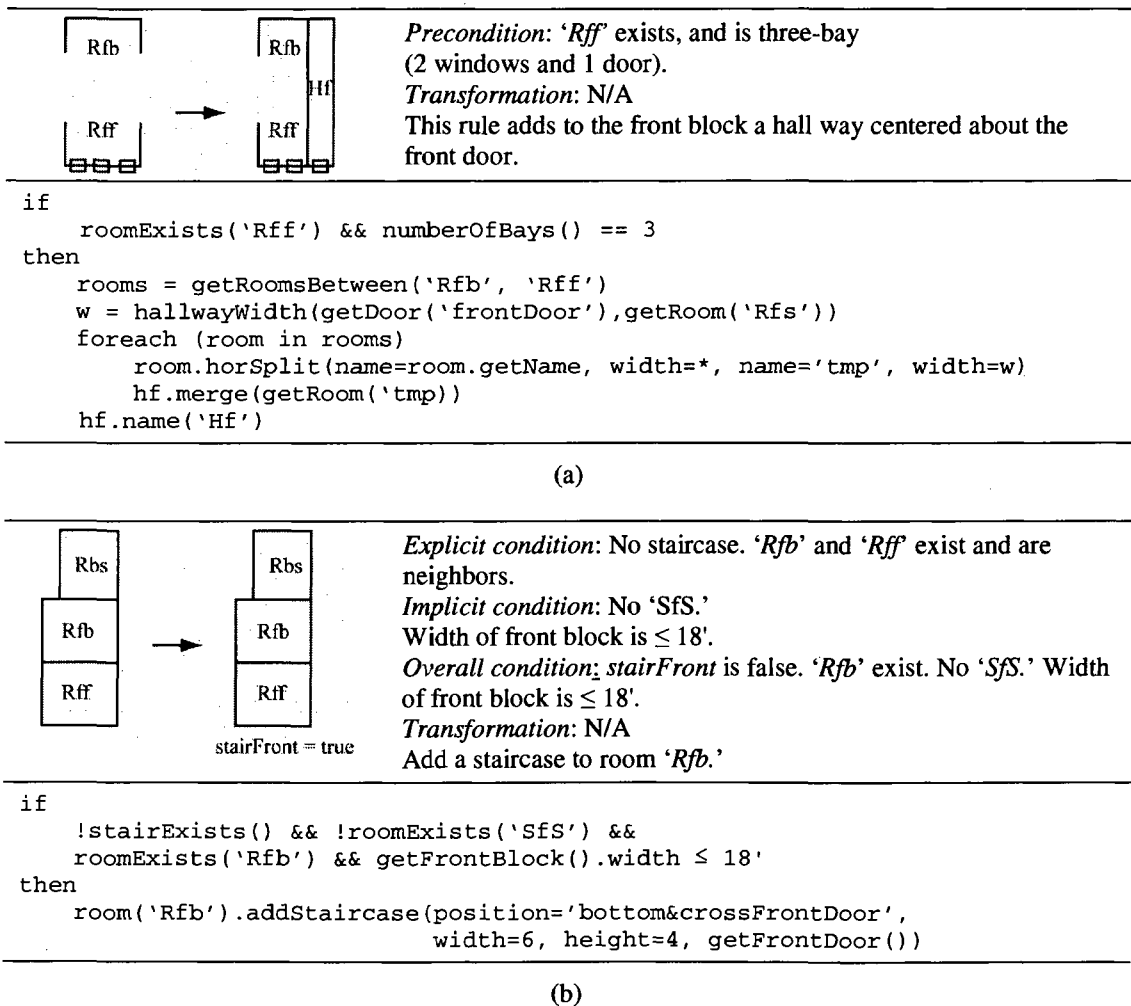 Rfb
Rff
Rfb
Hf
Rff
Precondition: ‘Rff’ exists, and is three-bay
(2 windows and 1 door).
Transformation: N/A
This rule adds to the front block a hall way centered about the
front door.
if
roomExists(‘Rff’) && numberOfBays() == 3
then
rooms = getRoomsBetween(‘Rfb’, ‘Rff’)
w = hallwayWidth(getDoor(‘frontDoor’),getRoom(‘Rfs’))
foreach (room in rooms)
room.horSplit(name=room.getName, width=*, name=’tmp’, width=w)
hf.merge(getRoom(‘tmp))
hf.name(‘Hf’)
(a)
Rbs
Rfb
Rff
Rbs
Rfb
Rff
stairFront = true
Explicit condition: No staircase. ‘Rfb’ and ‘Rff’ exist and are
neighbors.
Implicit condition: No ‘SfS.’
Width of front block is ≤ 18'.
Overall condition: stairFront is false. ‘Rfb’ exist. No ‘SfS.’ Width
of front block is ≤ 18'.
Transformation: N/A
Add a staircase to room ‘Rfb.’
if
!stairExists() && !roomExists(‘SfS’) &&
roomExists(‘Rfb’) && getFrontBlock().width ≤ 18'
then
room(‘Rfb’).addStaircase(position=’bottom&crossFrontDoor’,
width=6, height=4, getFrontDoor())
(b)